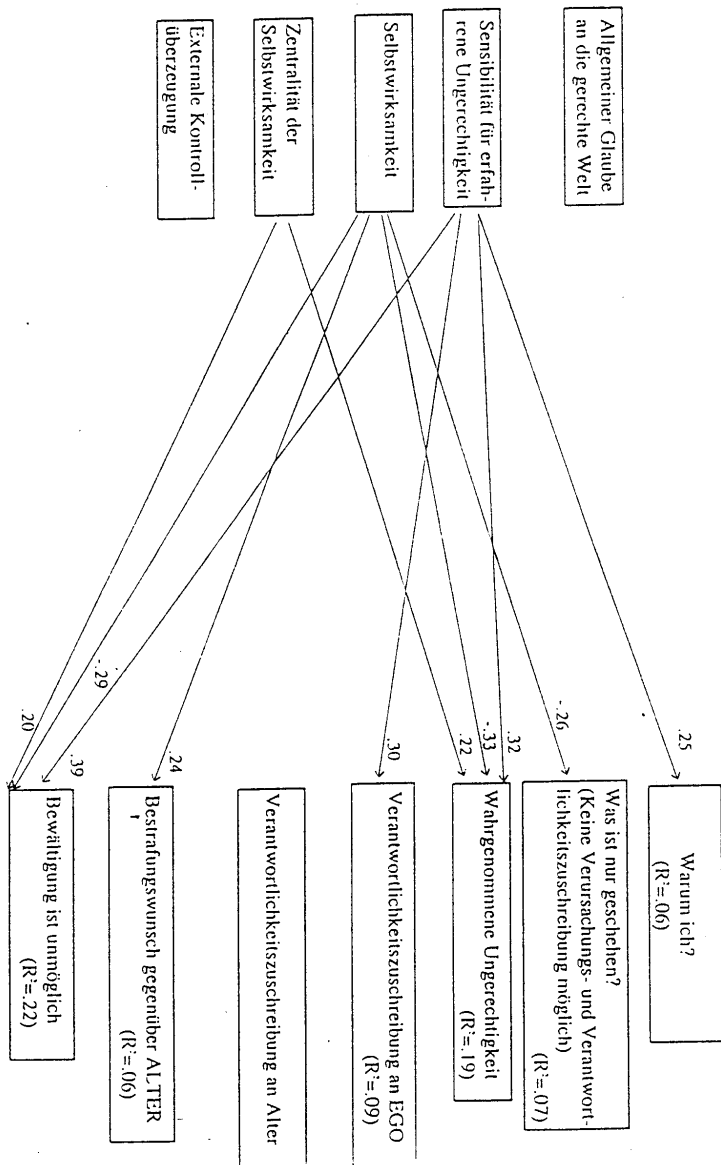 Allgemeiner Glaube
an die gerechte Welt
Sensibilität für erfah-
rene Ungerechtigkeit
Selbstwirksamkeit
Zentralität der
Selbstwirksamkeit
Externale Kontroll-
überzeugung
.25
-.26
.32
-.33
.22
.30
.24
.39
-.29
.20
Warum ich?
(R²=.06)
Was ist nur geschehen?
(Keine Verursachungs- und Verantwort-
lichkeitszuschreibung möglich)
(R²=.07)
Wahrgenommene Ungerechtigkeit
(R²=.19)
Verantwortlichkeitszuschreibung an EGO
(R²=.09)
Verantwortlichkeitszuschreibung an Alter
Bestrafungswunsch gegenüber ALTER
(R²=.06)
Bewältigung ist unmöglich
(R²=.22)